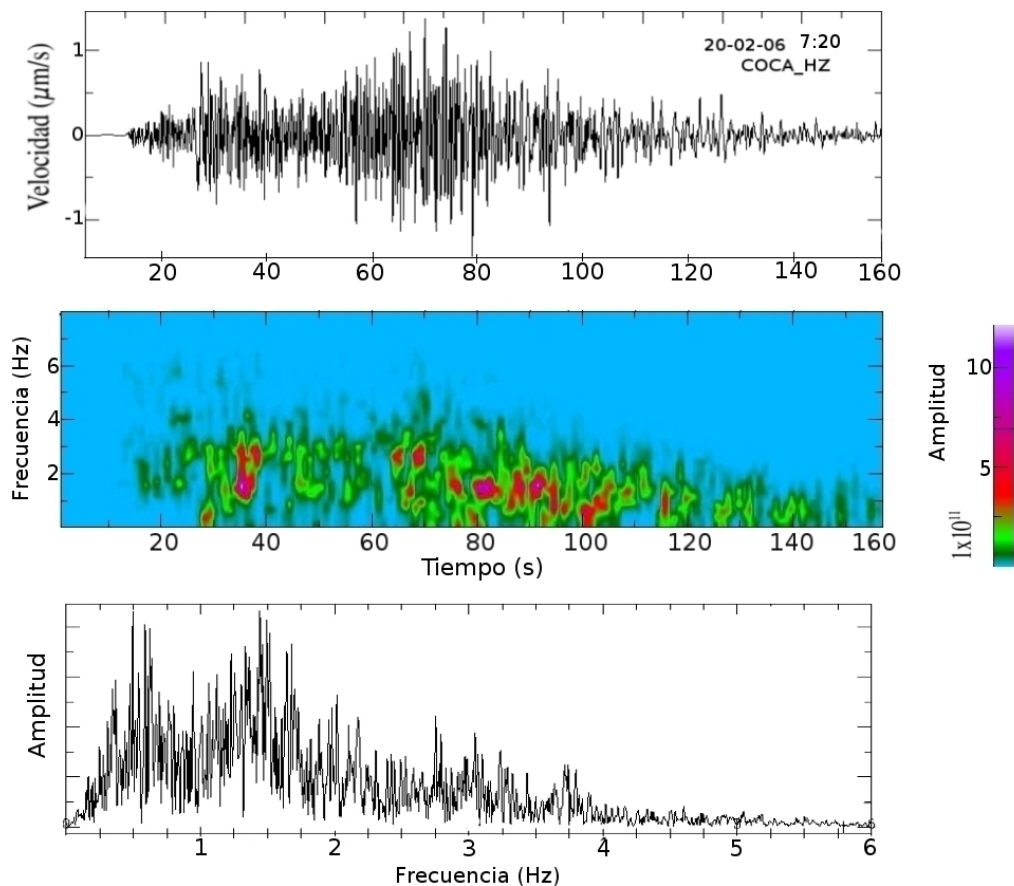 20-02-06 7:20
COCA_HZ
Velocidad (µm/s)
1
0
-1
20 40 60 80 100 120 140 160
Frecuencia (Hz)
6
4
2
20 40 60 80 100 120 140 160
Tiempo (s)
Amplitud
10
5
1x10¹¹
Amplitud
1 2 3 4 5 6
Frecuencia (Hz)